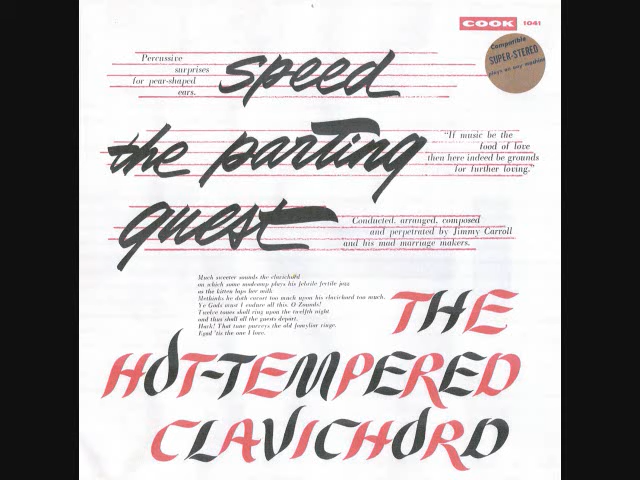 COOK 1041
Compatible
SUPER-STEREO
plays on any machine
Percussive
surprises
for pear-shaped
ears.
speed
the parting
guest
"If music be the
food of love
then here indeed be grounds
for further loving."
Conducted, arranged, composed
and perpetrated by Jimmy Carroll
and his mad marriage makers.
Much sweeter sounds the clavichord
on which some madcap plays his febrile fertile jazz
as the kitten laps her milk
Methinks he doth cavort too much upon his clavichord too much.
Ye Gods must I endure all this O Zounds!
Twelve tones shall ring upon the twelfth night
and thus shall all the guests depart.
Hark! That tune purveys the old familiar ringe.
Egad 'tis the one I love.
THE
HOT-TEMPERED
CLAVICHORD